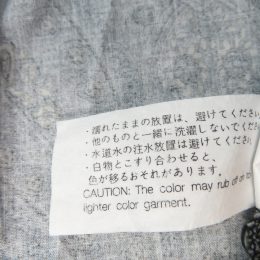 ・濡れたままの放置は、避けてください
・他のものと一緒に洗濯しないでくだ
・水道水の注水放置は避けてください
・白物とこすり合わせると、
色が移るおそれがあります。
CAUTION: The color may rub off
lighter color garment.